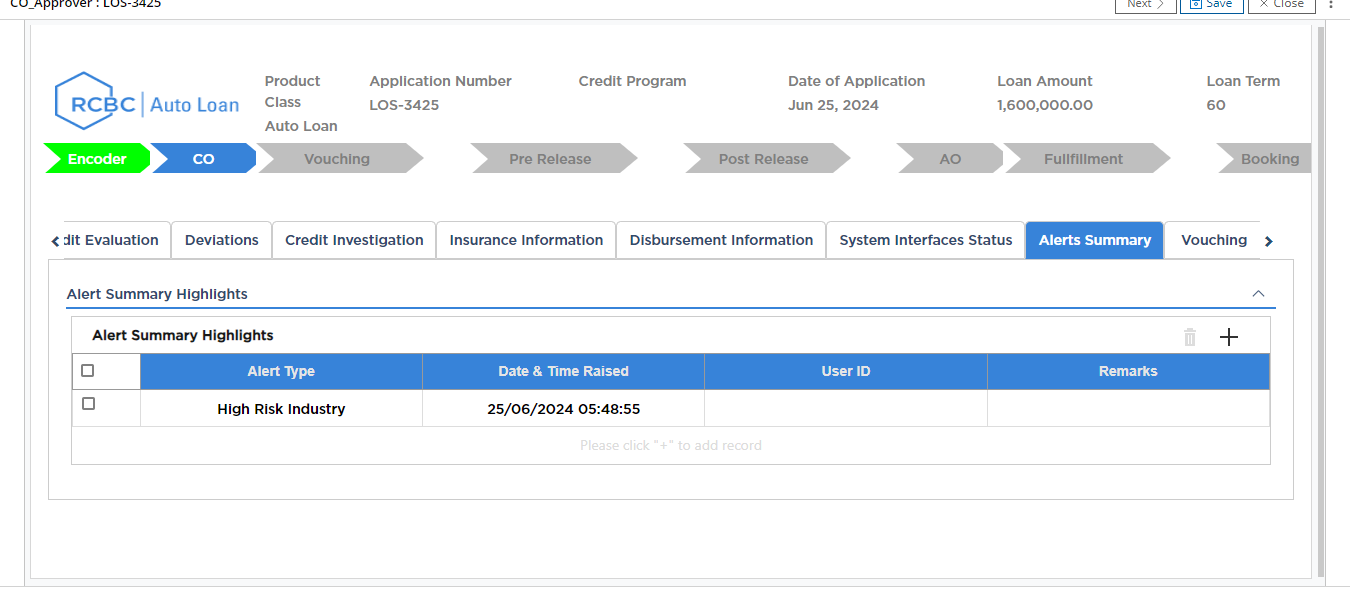 CO_Approver : LOS-3425
Next
Save
Close
RCBC | Auto Loan
Product Class
Auto Loan
Application Number
LOS-3425
Credit Program
Date of Application
Jun 25, 2024
Loan Amount
1,600,000.00
Loan Term
60
Encoder
CO
Vouching
Pre Release
Post Release
AO
Fullfillment
Booking
dit Evaluation
Deviations
Credit Investigation
Insurance Information
Disbursement Information
System Interfaces Status
Alerts Summary
Vouching
Alert Summary Highlights
Alert Summary Highlights
Alert Type
Date & Time Raised
User ID
Remarks
High Risk Industry
25/06/2024 05:48:55
Please click "+" to add record